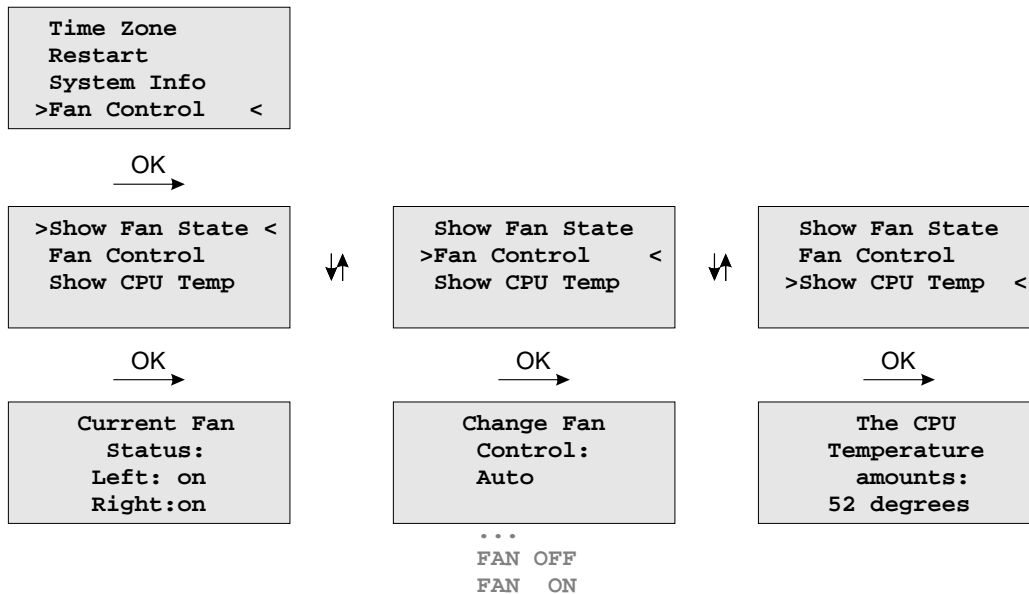 Time Zone
Restart
System Info
>Fan Control <
OK
>Show Fan State <
Fan Control
Show CPU Temp
Show Fan State
>Fan Control <
Show CPU Temp
Show Fan State
Fan Control
>Show CPU Temp <
OK
OK
OK
Current Fan
Status:
Left: on
Right:on
Change Fan
Control:
Auto
...
FAN OFF
FAN ON
The CPU
Temperature
amounts:
52 degrees